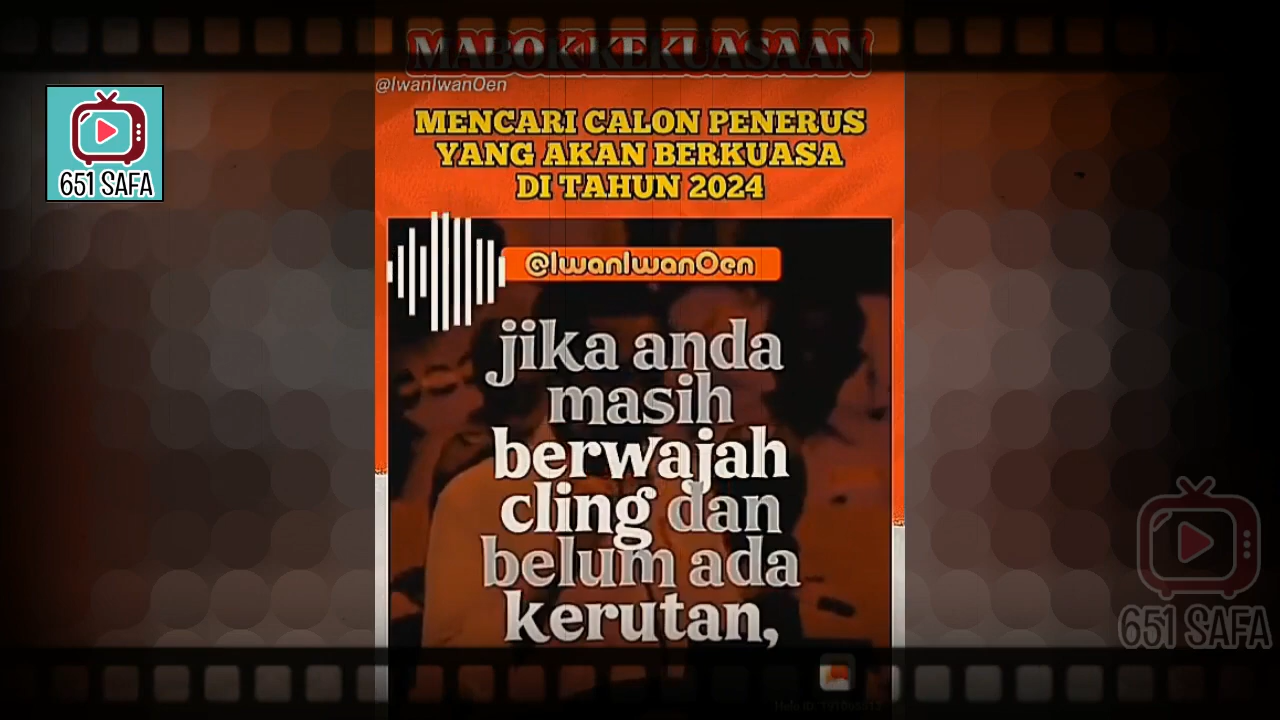 MABOK KEKUASAAN
@IwanIwanOen
MENCARI CALON PENERUS
YANG AKAN BERKUASA
DI TAHUN 2024
651 SAFA
@IwanIwanOen
jika anda
masih
berwajah
cling dan
belum ada
kerutan,
651 SAFA